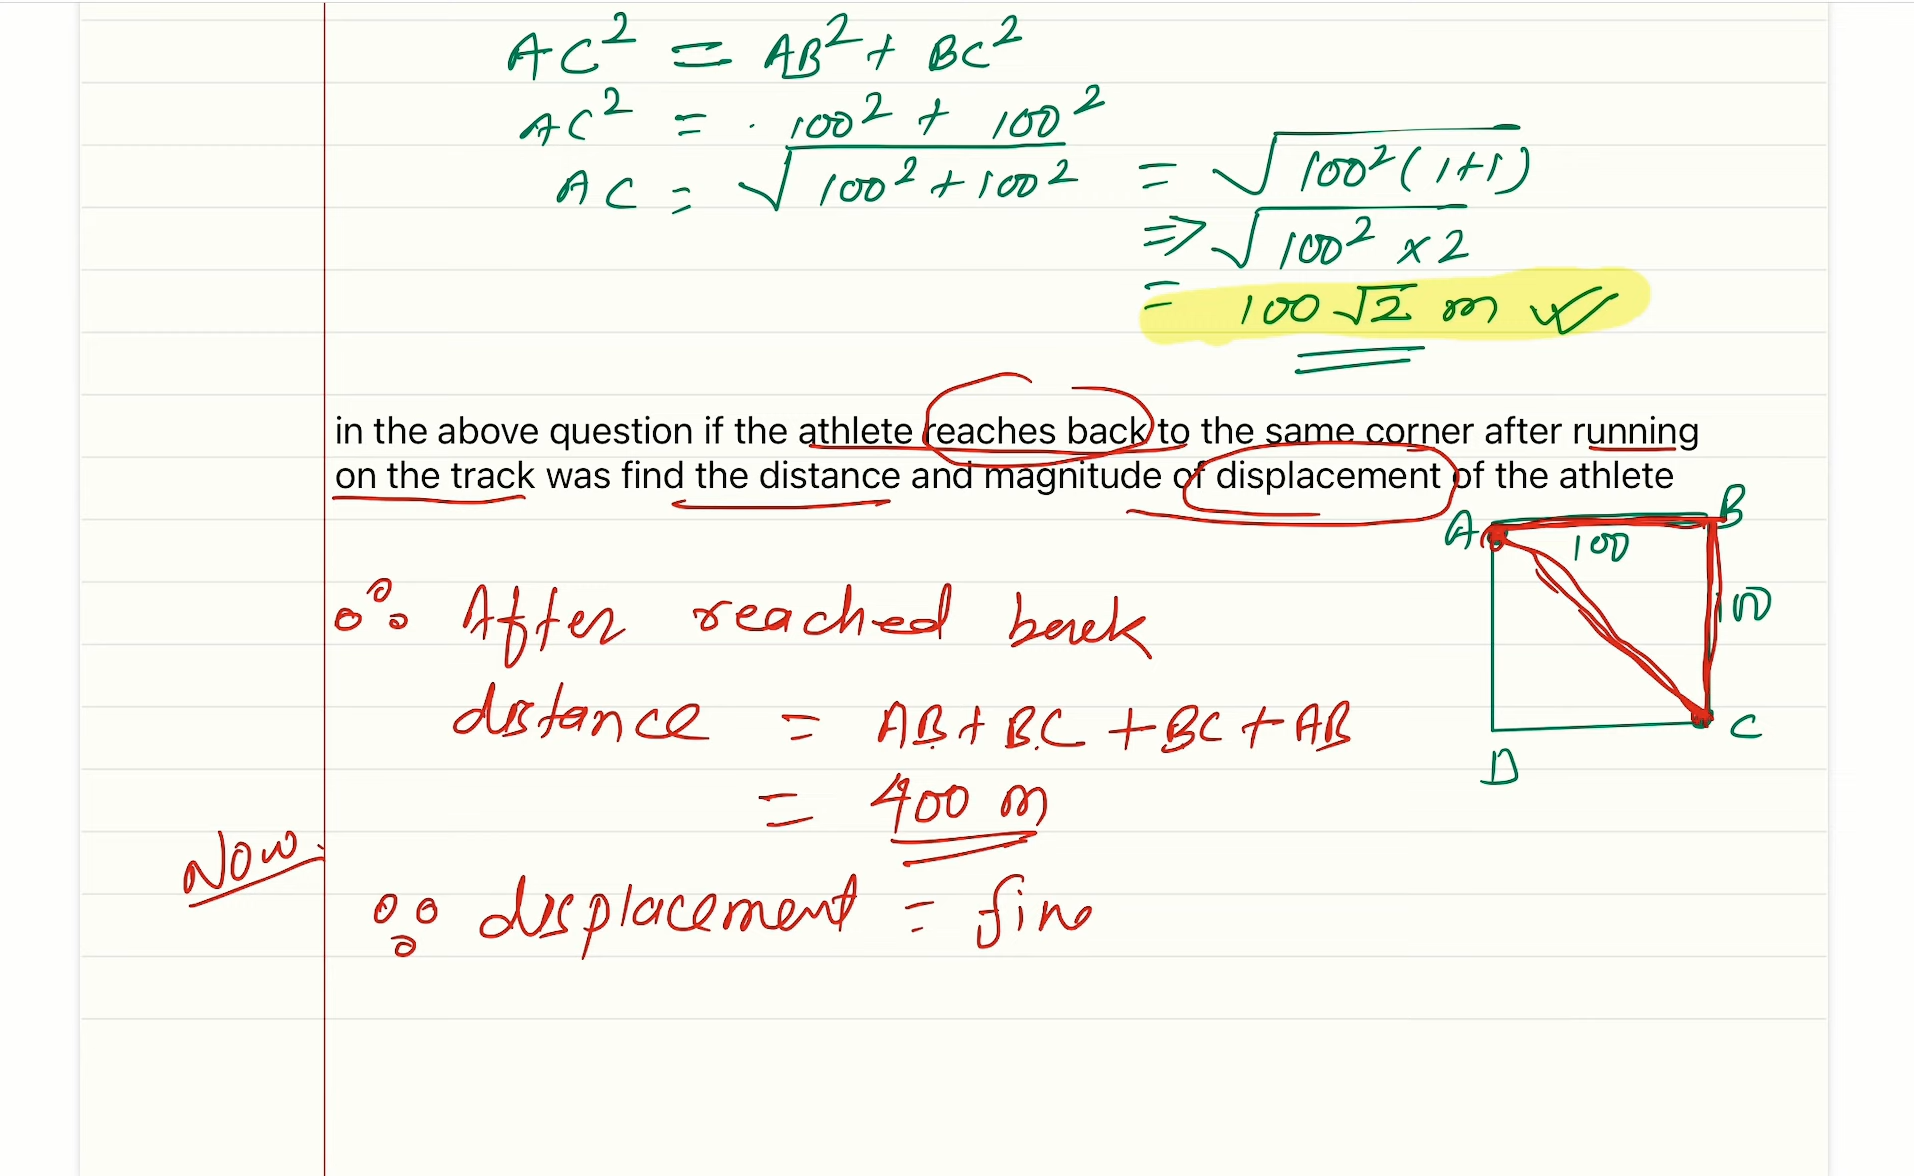 AC² = AB² + BC²
AC² = 100² + 100²
AC = √100² + 100² = √100² (1+1)
⇒ √100² × 2
= 100 √2 m
in the above question if the athlete reaches back to the same corner after running
on the track was find the distance and magnitude of displacement of the athlete
A B
100
100
D C
After reached back
distance = AB + BC + BC + AB
= 400 m
Now
displacement = fin